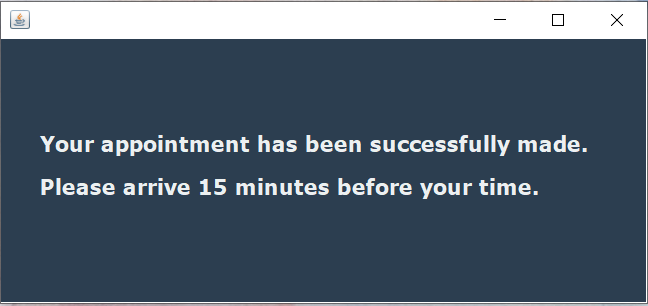 Your appointment has been successfully made.
Please arrive 15 minutes before your time.